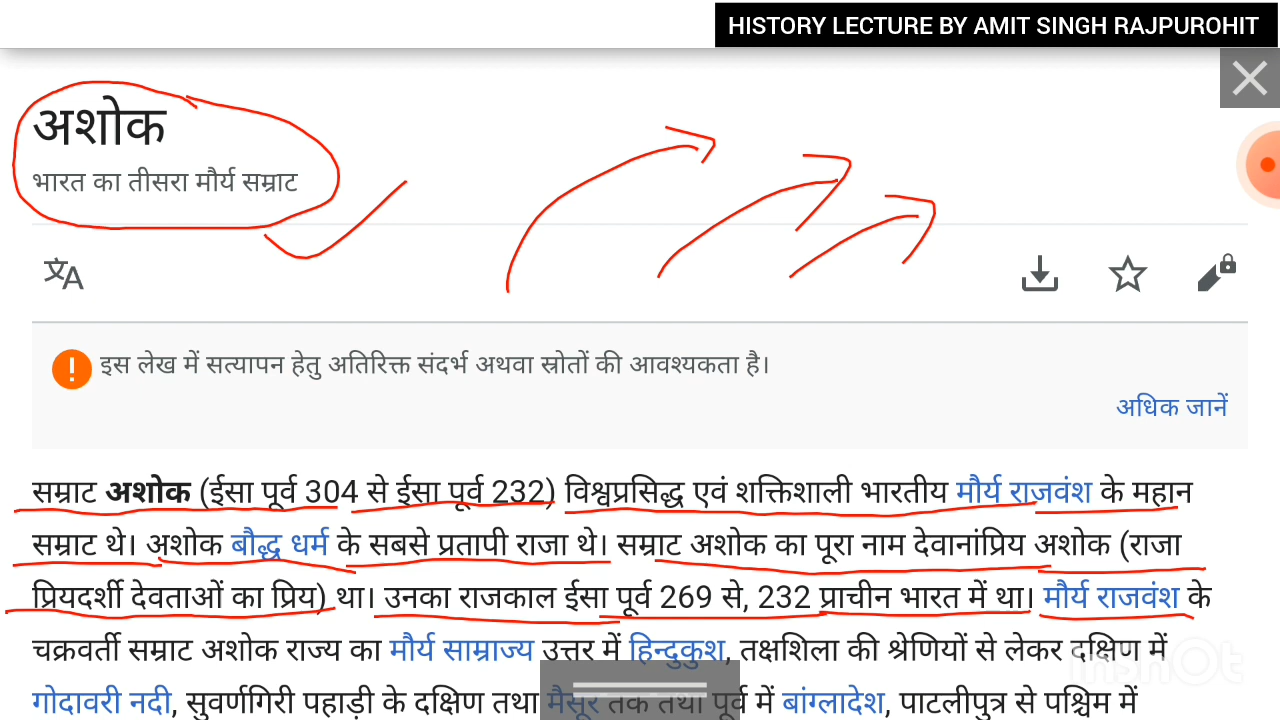 HISTORY LECTURE BY AMIT SINGH RAJPUROHIT
अशोक
भारत का तीसरा मौर्य सम्राट
文A
इस लेख में सत्यापन हेतु अतिरिक्त संदर्भ अथवा स्रोतों की आवश्यकता है।
अधिक जानें
सम्राट अशोक (ईसा पूर्व 304 से ईसा पूर्व 232) विश्वप्रसिद्ध एवं शक्तिशाली भारतीय मौर्य राजवंश के महान
सम्राट थे। अशोक बौद्ध धर्म के सबसे प्रतापी राजा थे। सम्राट अशोक का पूरा नाम देवानांप्रिय अशोक (राजा
प्रियदर्शी देवताओं का प्रिय) था। उनका राजकाल ईसा पूर्व 269 से, 232 प्राचीन भारत में था। मौर्य राजवंश के
चक्रवर्ती सम्राट अशोक राज्य का मौर्य साम्राज्य उत्तर में हिन्दुकुश, तक्षशिला की श्रेणियों से लेकर दक्षिण में
गोदावरी नदी, सुवर्णगिरी पहाड़ी के दक्षिण तथा मैसूर तक तथा पूर्व में बांग्लादेश, पाटलीपुत्र से पश्चिम में
inshOt